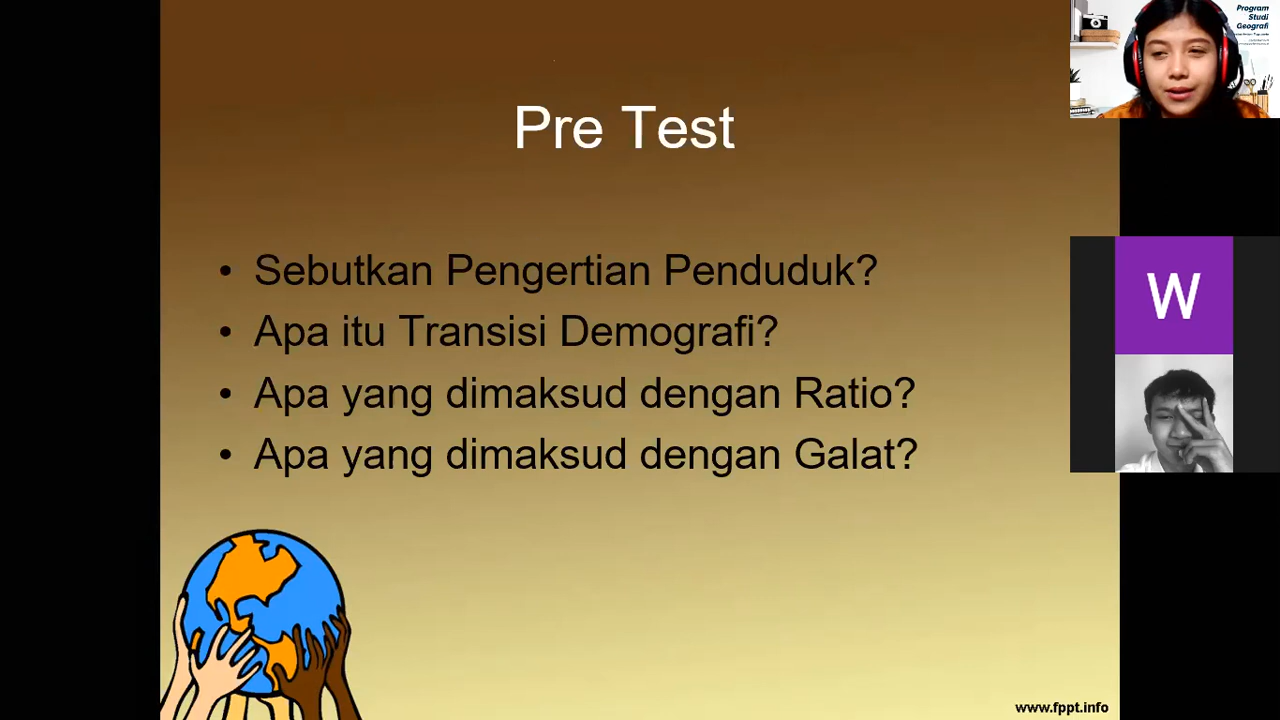 Pre Test
• Sebutkan Pengertian Penduduk?
• Apa itu Transisi Demografi?
• Apa yang dimaksud dengan Ratio?
• Apa yang dimaksud dengan Galat?
www.fppt.info
Program
Studi
Geografi
W